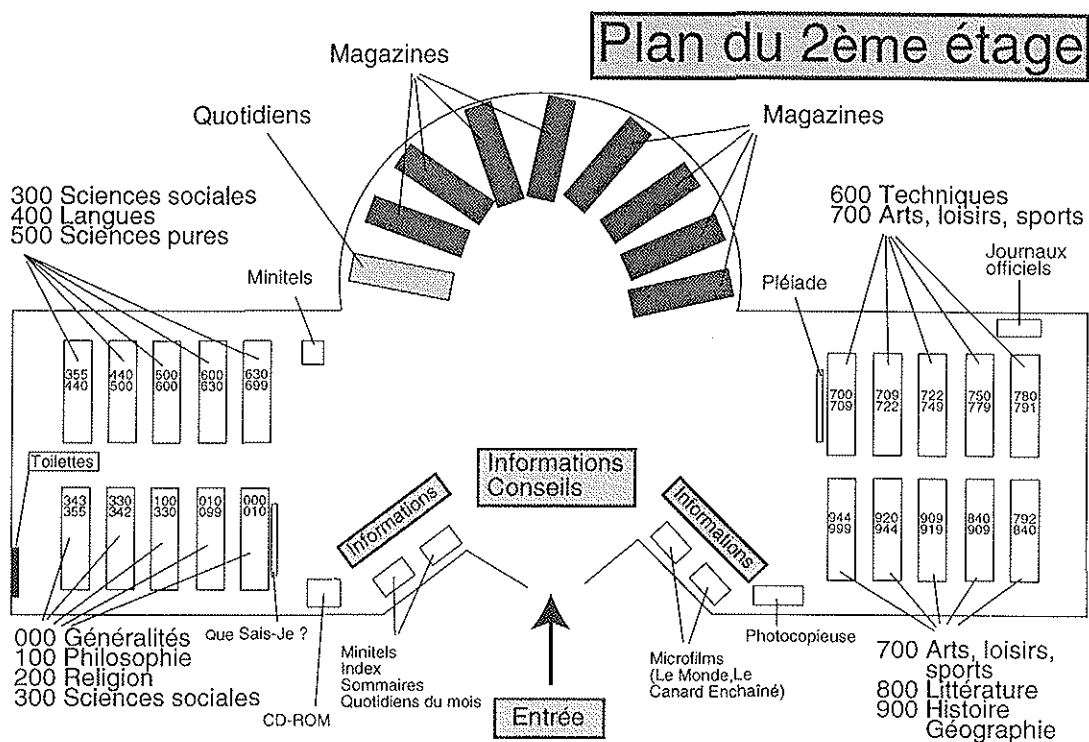 Plan du 2ème étage
Magazines
Quotidiens
Magazines
300 Sciences sociales
400 Langues
500 Sciences pures
600 Techniques
700 Arts, loisirs, sports
Minitels
Pléiade
Journaux
officiels
355
440
440
500
500
600
600
630
630
699
700
709
709
722
722
749
750
779
780
791
Toilettes
Informations
Conseils
Informations
Informations
343
355
330
342
100
330
010
099
000
010
944
999
920
944
909
919
840
909
792
840
000 Généralités
100 Philosophie
200 Religion
300 Sciences sociales
Que Sais-Je ?
CD-ROM
Minitels
Index
Sommaires
Quotidiens du mois
Entrée
Microfilms
(Le Monde,Le
Canard Enchaîné)
Photocopieuse
700 Arts, loisirs,
sports
800 Littérature
900 Histoire
Géographie